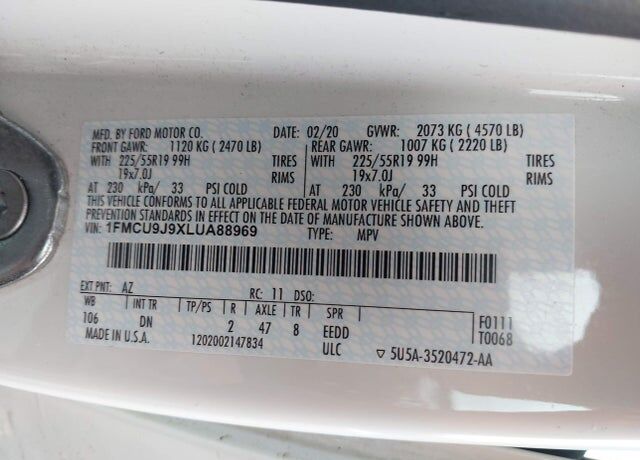 MFD. BY FORD MOTOR CO. DATE: 02/20 GVWR: 2073 KG ( 4570 LB)
FRONT GAWR: 1120 KG ( 2470 LB) REAR GAWR: 1007 KG ( 2220 LB)
WITH 225/55R19 99H TIRES WITH 225/55R19 99H TIRES
19x7.0J RIMS 19x7.0J RIMS
AT 230 kPa/ 33 PSI COLD AT 230 kPa/ 33 PSI COLD
THIS VEHICLE CONFORMS TO ALL APPLICABLE FEDERAL MOTOR VEHICLE SAFETY AND THEFT
PREVENTION STANDARDS IN EFFECT ON THE DATE OF MANUFACTURE SHOWN ABOVE.
VIN: 1FMCU9J9XLUA88969 TYPE: MPV
EXT PNT: AZ RC: 11 DSO:
WB INT TR TP/PS R AXLE TR SPR
106 DN 2 47 8 EEDD F0111
MADE IN U.S.A. 1202002147834 ULC T0068
▽ 5U5A-3520472-AA